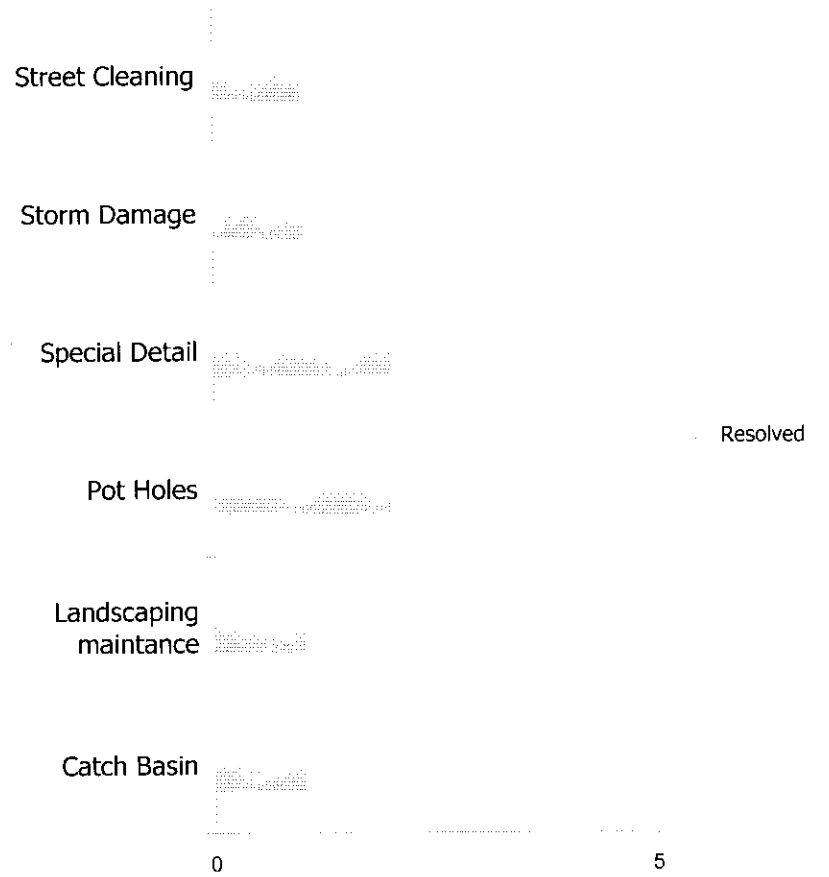 Street Cleaning
Storm Damage
Special Detail
Resolved
Pot Holes
Landscaping
maintance
Catch Basin
0
5